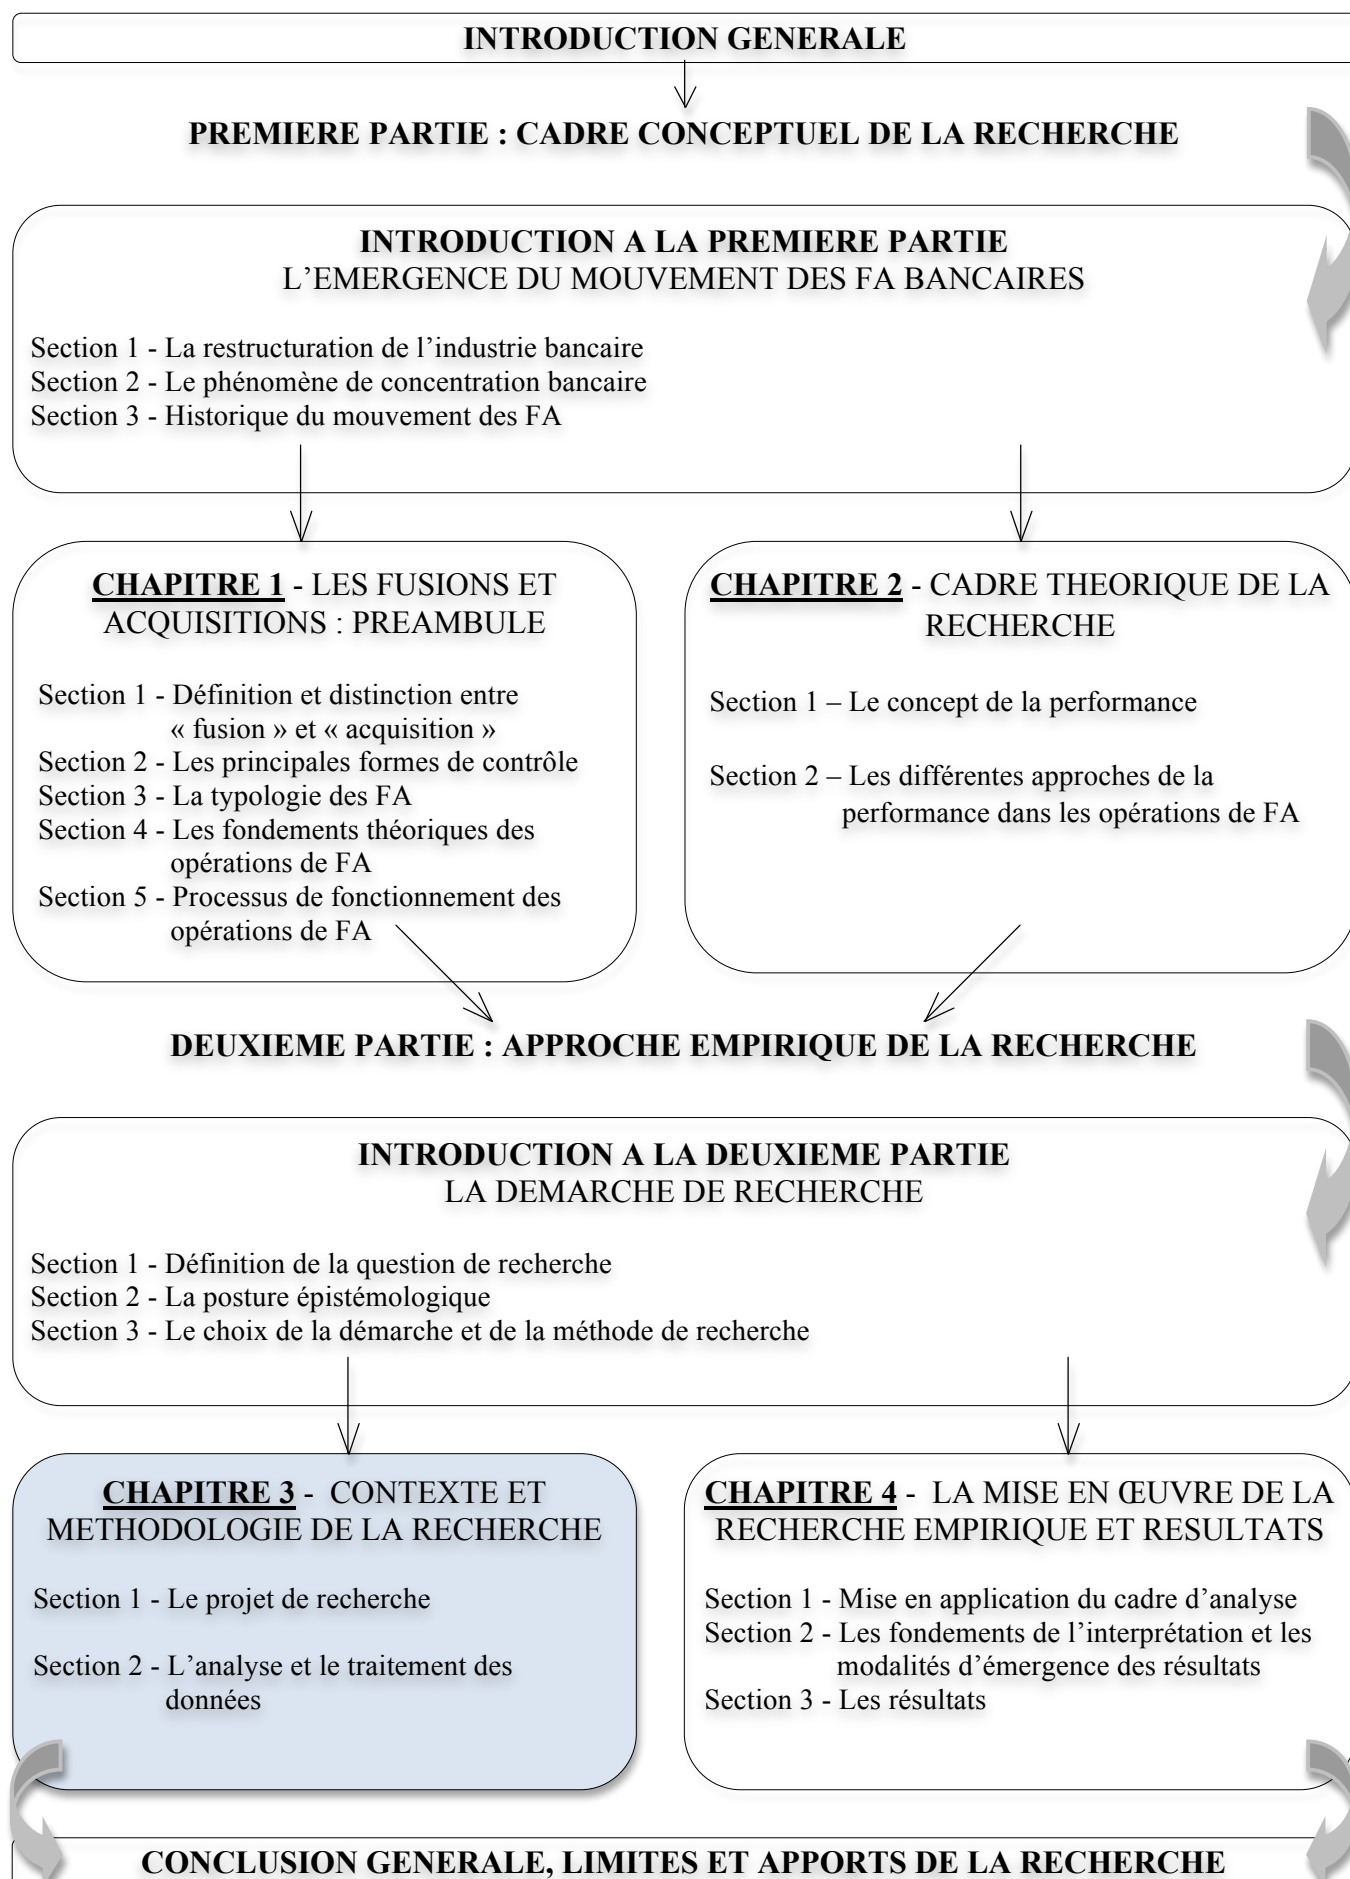 INTRODUCTION GENERALE
PREMIERE PARTIE : CADRE CONCEPTUEL DE LA RECHERCHE
INTRODUCTION A LA PREMIERE PARTIE
L’EMERGENCE DU MOUVEMENT DES FA BANCAIRES
Section 1 - La restructuration de l’industrie bancaire
Section 2 - Le phénomène de concentration bancaire
Section 3 - Historique du mouvement des FA
CHAPITRE 1 - LES FUSIONS ET
ACQUISITIONS : PREAMBULE
Section 1 - Définition et distinction entre
« fusion » et « acquisition »
Section 2 - Les principales formes de contrôle
Section 3 - La typologie des FA
Section 4 - Les fondements théoriques des
opérations de FA
Section 5 - Processus de fonctionnement des
opérations de FA
CHAPITRE 2 - CADRE THEORIQUE DE LA
RECHERCHE
Section 1 – Le concept de la performance
Section 2 – Les différentes approches de la
performance dans les opérations de FA
DEUXIEME PARTIE : APPROCHE EMPIRIQUE DE LA RECHERCHE
INTRODUCTION A LA DEUXIEME PARTIE
LA DEMARCHE DE RECHERCHE
Section 1 - Définition de la question de recherche
Section 2 - La posture épistémologique
Section 3 - Le choix de la démarche et de la méthode de recherche
CHAPITRE 3 - CONTEXTE ET
METHODOLOGIE DE LA RECHERCHE
Section 1 - Le projet de recherche
Section 2 - L’analyse et le traitement des
données
CHAPITRE 4 - LA MISE EN ŒUVRE DE LA
RECHERCHE EMPIRIQUE ET RESULTATS
Section 1 - Mise en application du cadre d’analyse
Section 2 - Les fondements de l’interprétation et les
modalités d’émergence des résultats
Section 3 - Les résultats
CONCLUSION GENERALE, LIMITES ET APPORTS DE LA RECHERCHE